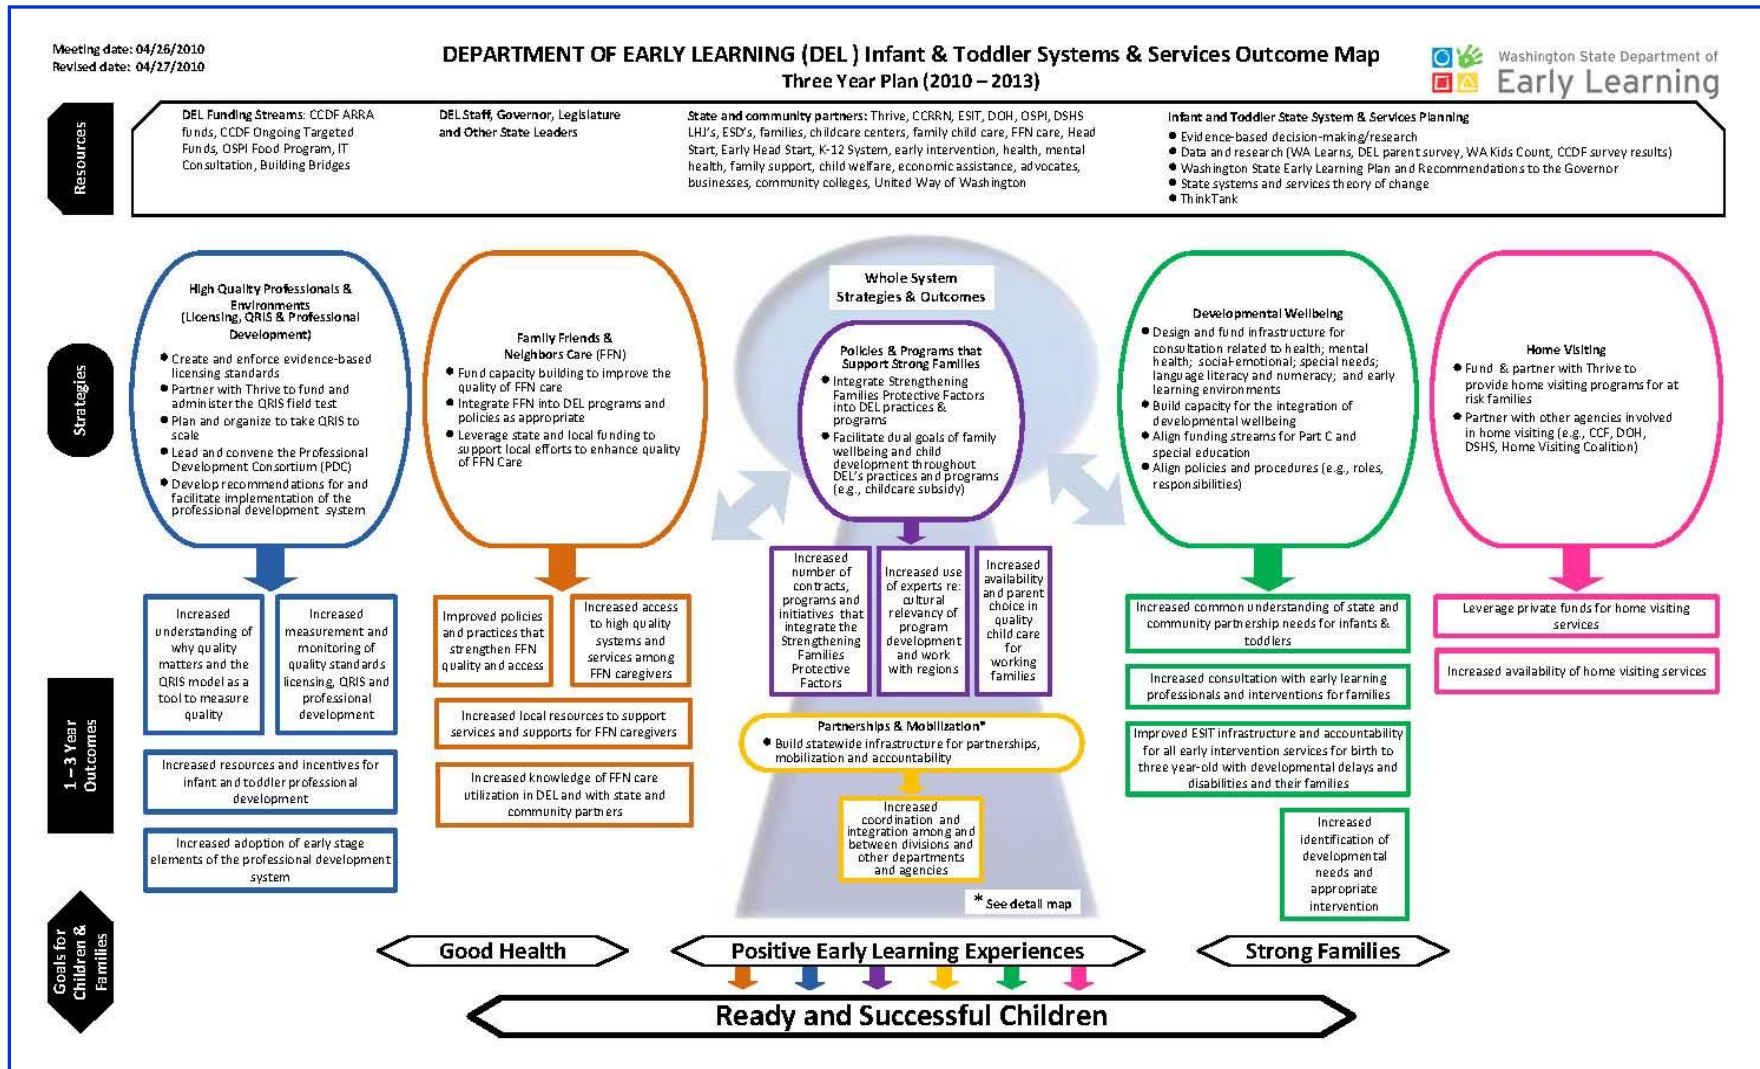 Meeting date: 04/26/2010
Revised date: 04/27/2010
DEPARTMENT OF EARLY LEARNING (DEL ) Infant & Toddler Systems & Services Outcome Map
Three Year Plan (2010 – 2013)
Washington State Department of
Early Learning
Resources
DEL Funding Streams: CCDF ARRA
funds, CCDF Ongoing Targeted
Funds, OSPI Food Program, IT
Consultation, Building Bridges
DEL Staff, Governor, Legislature
and Other State Leaders
State and community partners: Thrive, CCRRN, ESIT, DOH, OSPI, DSHS
LHJ's, ESD's, families, childcare centers, family child care, FFN care, Head
Start, Early Head Start, K-12 System, early intervention, health, mental
health, family support, child welfare, economic assistance, advocates,
businesses, community colleges, United Way of Washington
Infant and Toddler State System & Services Planning
● Evidence-based decision-making/research
● Data and research (WA Learns, DEL parent survey, WA Kids Count, CCDF survey results)
● Washington State Early Learning Plan and Recommendations to the Governor
● State systems and services theory of change
● ThinkTank
Strategies
High Quality Professionals &
Environments
(Licensing, QRIS & Professional
Development)
● Create and enforce evidence-based
licensing standards
● Partner with Thrive to fund and
administer the QRIS field test
● Plan and organize to take QRIS to
scale
● Lead and convene the Professional
Development Consortium (PDC)
● Develop recommendations for and
facilitate implementation of the
professional development system
Family Friends &
Neighbors Care (FFN)
● Fund capacity building to improve the
quality of FFN care
● Integrate FFN into DEL programs and
policies as appropriate
● Leverage state and local funding to
support local efforts to enhance quality
of FFN Care
Whole System
Strategies & Outcomes
Policies & Programs that
Support Strong Families
● Integrate Strengthening
Families Protective Factors
into DEL practices &
programs
● Facilitate dual goals of family
wellbeing and child
development throughout
DEL's practices and programs
(e.g., childcare subsidy)
Developmental Wellbeing
● Design and fund infrastructure for
consultation related to health; mental
health; social-emotional; special needs;
language literacy and numeracy; and early
learning environments
● Build capacity for the integration of
developmental wellbeing
● Align funding streams for Part C and
special education
● Align policies and procedures (e.g., roles,
responsibilities)
Home Visiting
● Fund & partner with Thrive to
provide home visiting programs for at
risk families
● Partner with other agencies involved
in home visiting (e.g., CCF, DOH,
DSHS, Home Visiting Coalition)
1 – 3 Year
Outcomes
Increased
understanding of
why quality
matters and the
QRIS model as a
tool to measure
quality
Increased
measurement and
monitoring of
quality standards
licensing, QRIS and
professional
development
Increased resources and incentives for
infant and toddler professional
development
Increased adoption of early stage
elements of the professional development
system
Improved policies
and practices that
strengthen FFN
quality and access
Increased access
to high quality
systems and
services among
FFN caregivers
Increased local resources to support
services and supports for FFN caregivers
Increased knowledge of FFN care
utilization in DEL and with state and
community partners
Increased
number of
contracts,
programs and
initiatives that
integrate the
Strengthening
Families
Protective
Factors
Increased use
of experts re:
cultural
relevancy of
program
development
and work
with regions
Increased
availability
and parent
choice in
quality
child care
for
working
families
Partnerships & Mobilization*
● Build statewide infrastructure for partnerships,
mobilization and accountability
Increased
coordination and
integration among and
between divisions and
other departments
and agencies
* See detail map
Increased common understanding of state and
community partnership needs for infants &
toddlers
Increased consultation with early learning
professionals and interventions for families
Improved ESIT infrastructure and accountability
for all early intervention services for birth to
three year-old with developmental delays and
disabilities and their families
Increased
identification of
developmental
needs and
appropriate
intervention
Leverage private funds for home visiting
services
Increased availability of home visiting services
Goals for
Children &
Families
Good Health
Positive Early Learning Experiences
Strong Families
Ready and Successful Children